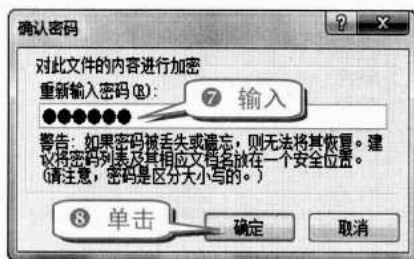 确认密码
对此文件的内容进行加密
重新输入密码(R):
●●●●●●
❼ 输入
警告: 如果密码被丢失或遗忘，则无法将其恢复。建
议将密码列表及其相应文档名放在一个安全位置。
(请注意，密码是区分大小写的。)
❽ 单击
确定
取消